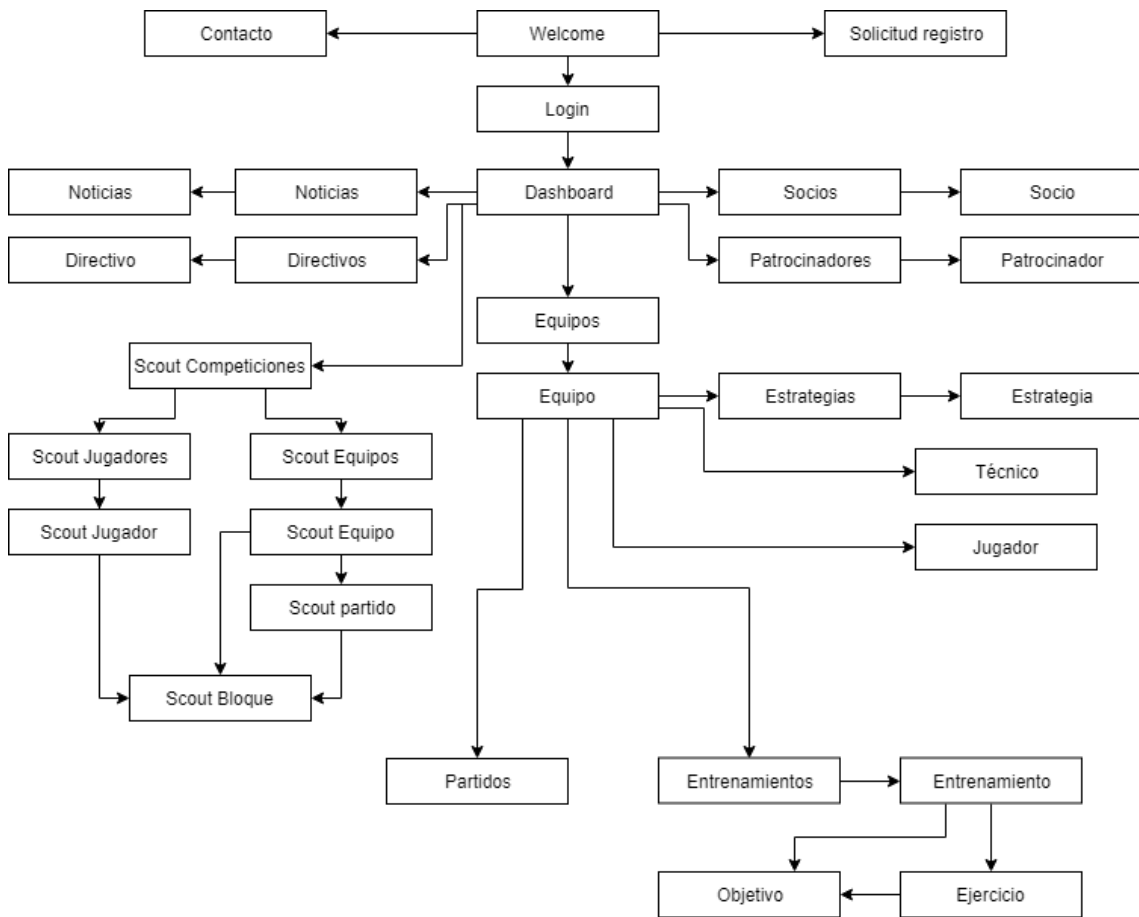 Contacto
Welcome
Solicitud registro
Login
Noticias
Noticias
Dashboard
Socios
Socio
Directivo
Directivos
Patrocinadores
Patrocinador
Equipos
Scout Competiciones
Equipo
Estrategias
Estrategia
Scout Jugadores
Scout Equipos
Técnico
Scout Jugador
Scout Equipo
Jugador
Scout partido
Scout Bloque
Partidos
Entrenamientos
Entrenamiento
Objetivo
Ejercicio